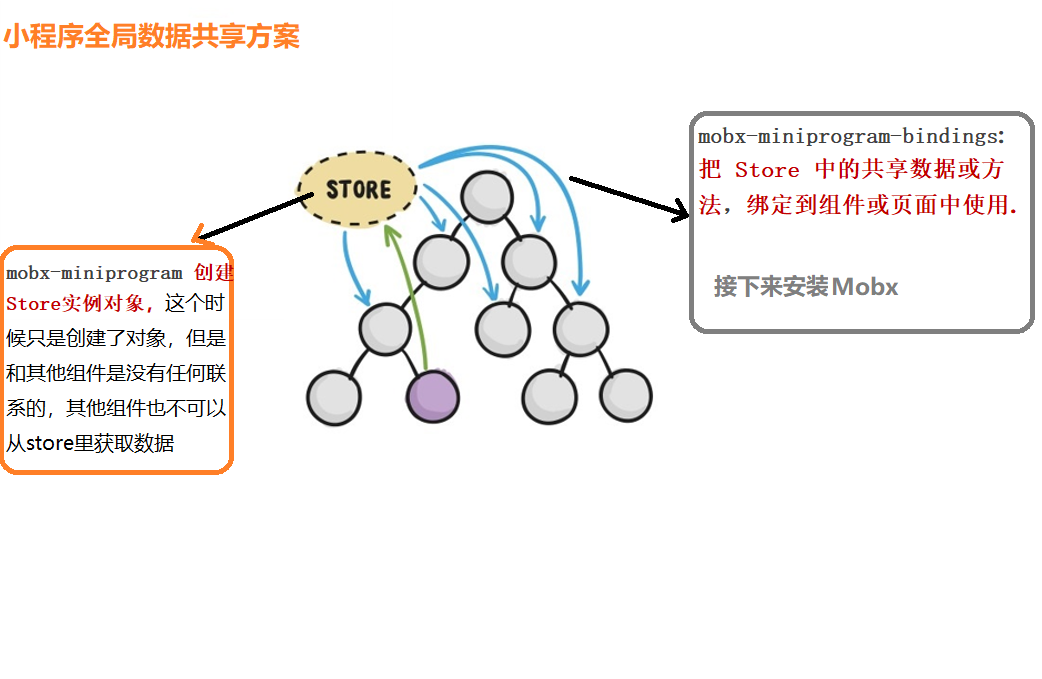 小程序全局数据共享方案
STORE
mobx-miniprogram-bindings:
把 Store 中的共享数据或方
法，绑定到组件或页面中使用.
接下来安装Mobx
mobx-miniprogram 创建
Store实例对象，这个时
候只是创建了对象，但是
和其他组件是没有任何联
系的，其他组件也不可以
从store里获取数据